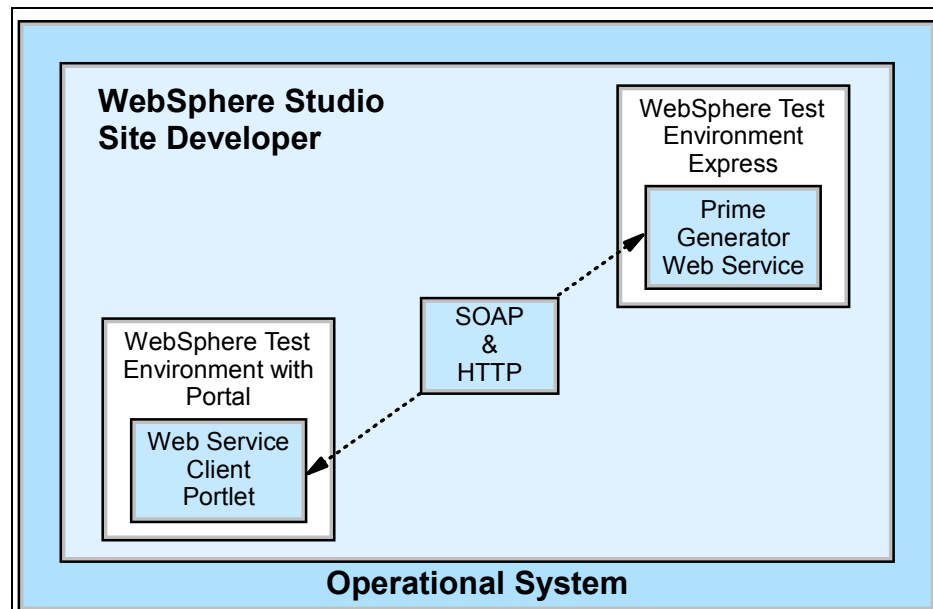 WebSphere Studio
Site Developer
WebSphere Test
Environment
Express
Prime
Generator
Web Service
SOAP
&
HTTP
WebSphere Test
Environment with
Portal
Web Service
Client
Portlet
Operational System